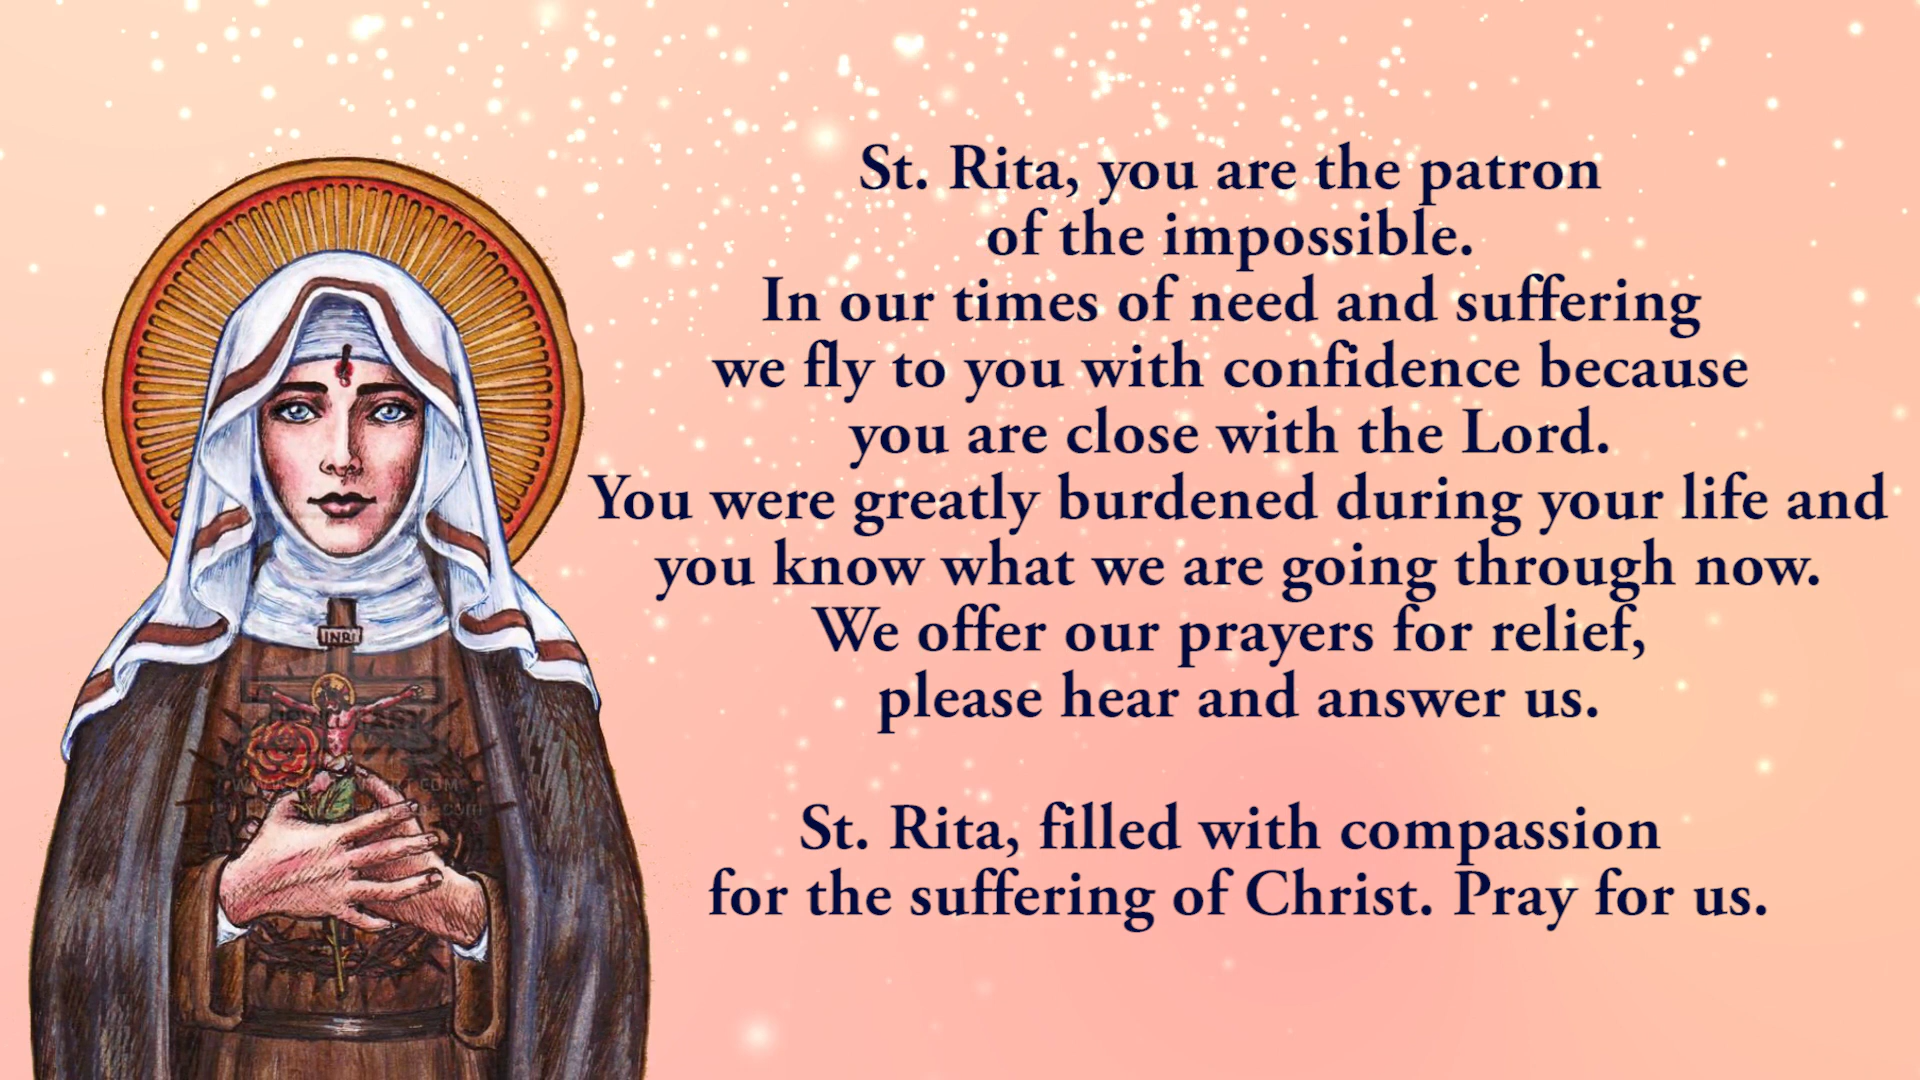 St. Rita, you are the patron
of the impossible.
In our times of need and suffering
we fly to you with confidence because
you are close with the Lord.
You were greatly burdened during your life and
you know what we are going through now.
We offer our prayers for relief,
please hear and answer us.
St. Rita, filled with compassion
for the suffering of Christ. Pray for us.
INRI